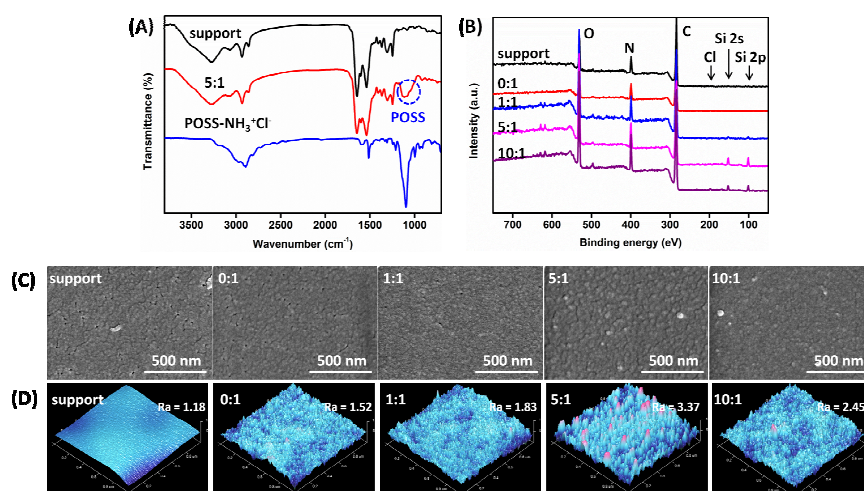 (A)
support
5:1
POSS
POSS-NH₃⁺Cl⁻
Transmittance (%)
3500 3000 2500 2000 1500 1000
Wavenumber (cm⁻¹)
(B)
O
N
C
Si 2s
Cl
Si 2p
support
0:1
1:1
5:1
10:1
Intensity (a.u.)
700 600 500 400 300 200 100
Binding energy (eV)
(C)
support
0:1
1:1
5:1
10:1
500 nm
500 nm
500 nm
500 nm
500 nm
(D)
support
Ra = 1.18
0:1
Ra = 1.52
1:1
Ra = 1.83
5:1
Ra = 3.37
10:1
Ra = 2.45